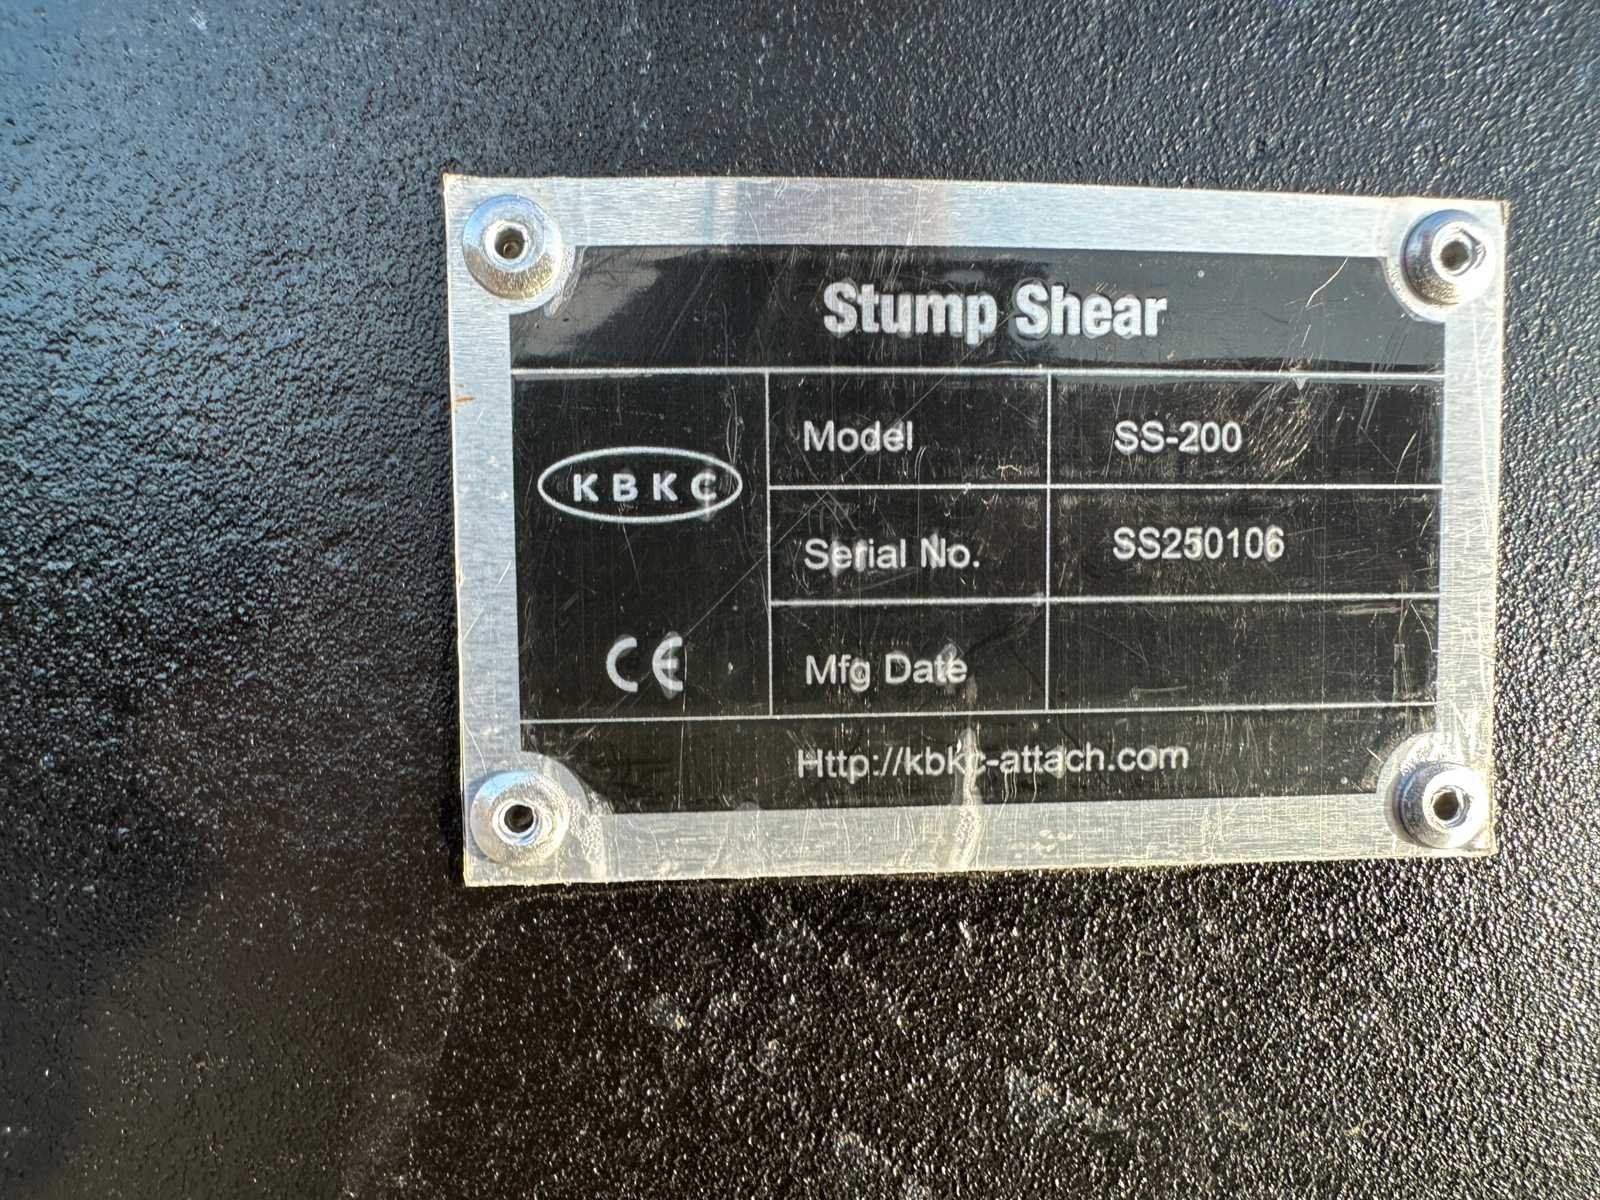 Stump Shear
KBKC
CE
Model SS-200
Serial No. SS250106
Mfg Date
Http://kbkc-attach.com